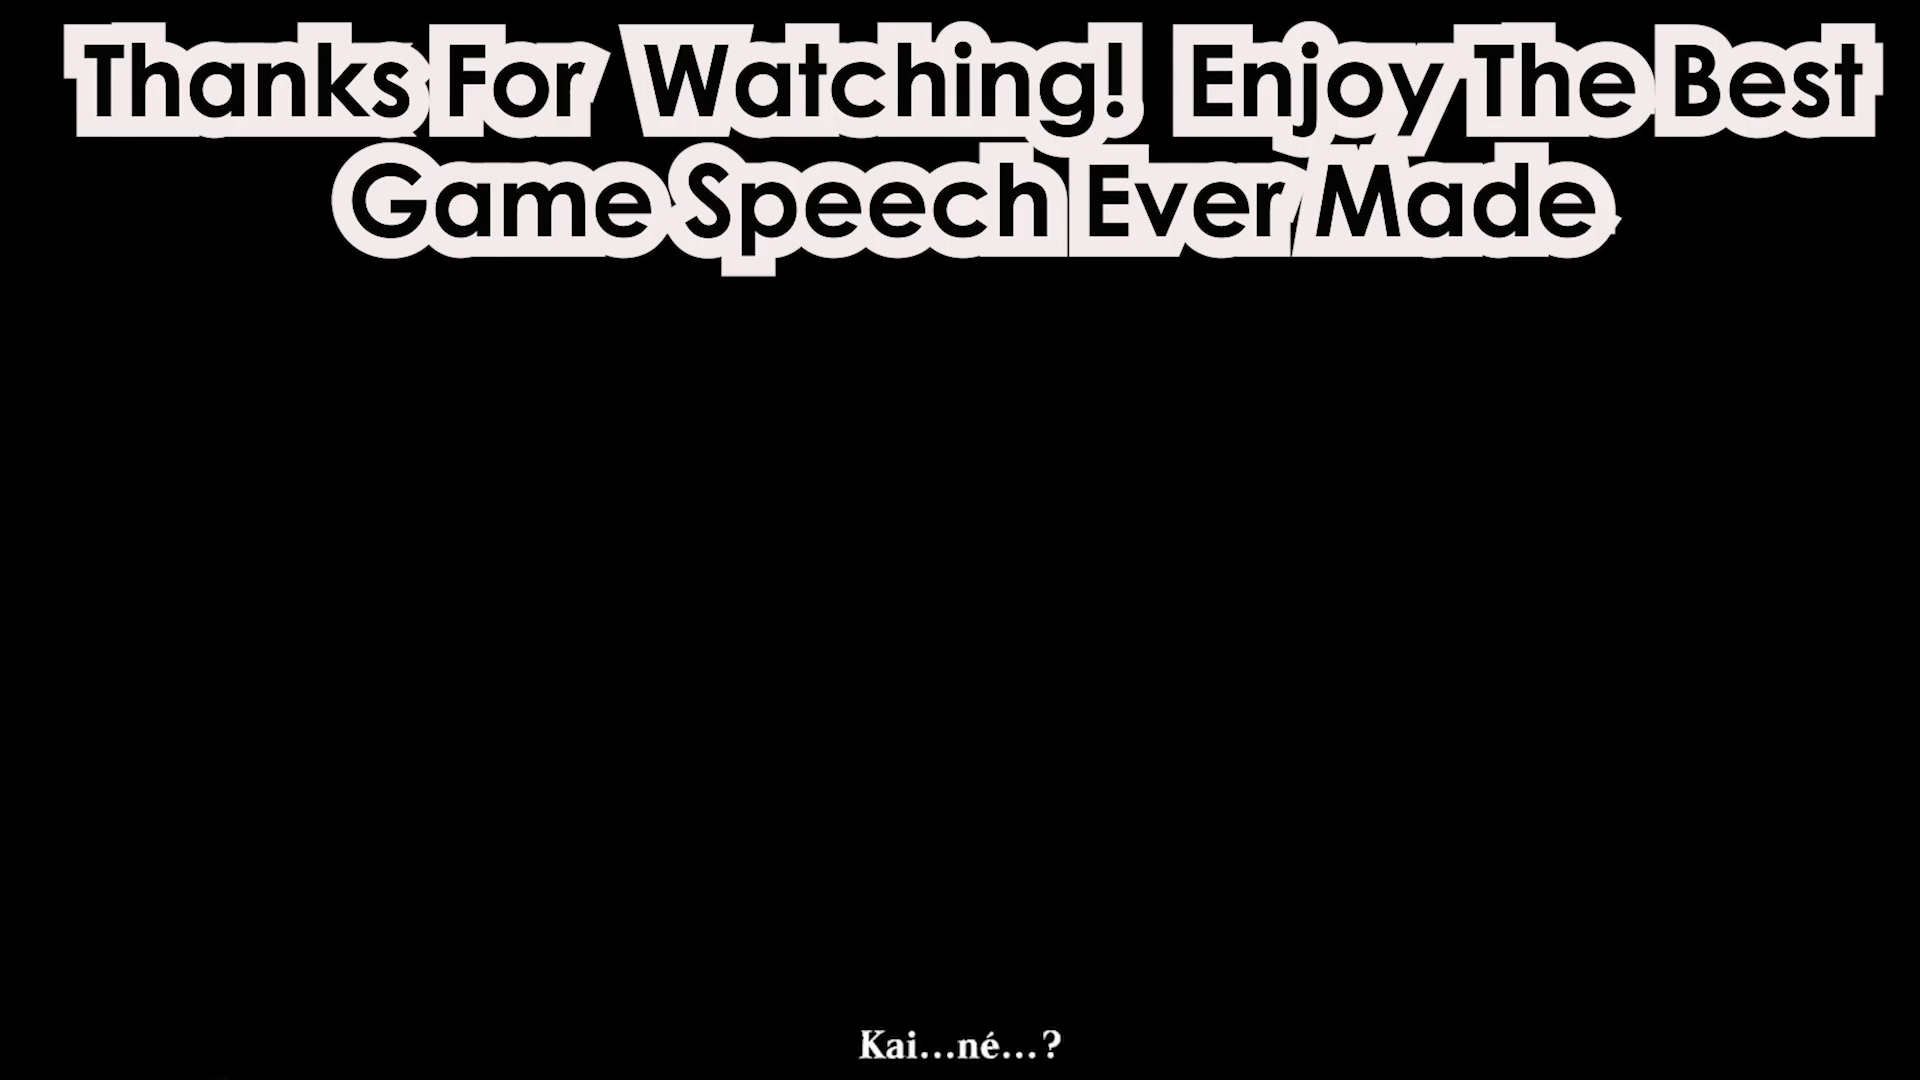 Thanks For Watching! Enjoy The Best
Game Speech Ever Made
Kai...né...?